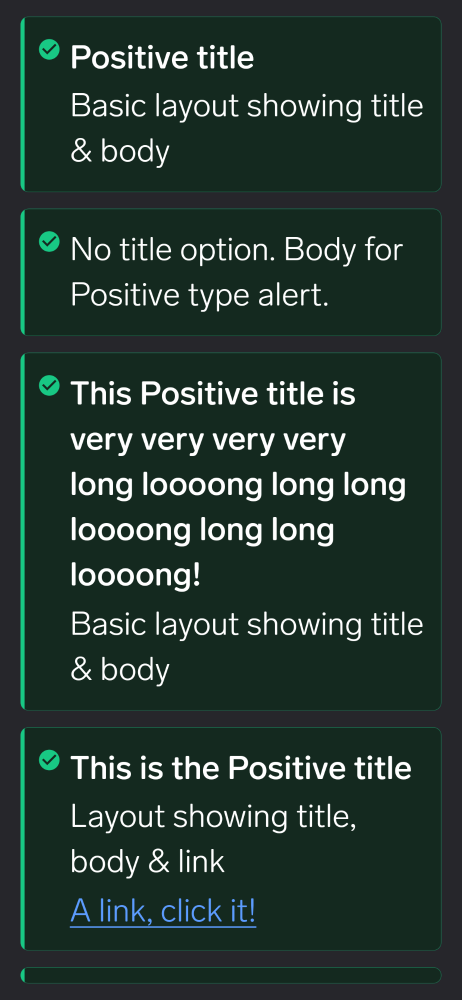 Positive title
Basic layout showing title
& body
No title option. Body for
Positive type alert.
This Positive title is
very very very very
long loooong long long
loooong long long
loooong!
Basic layout showing title
& body
This is the Positive title
Layout showing title,
body & link
A link, click it!